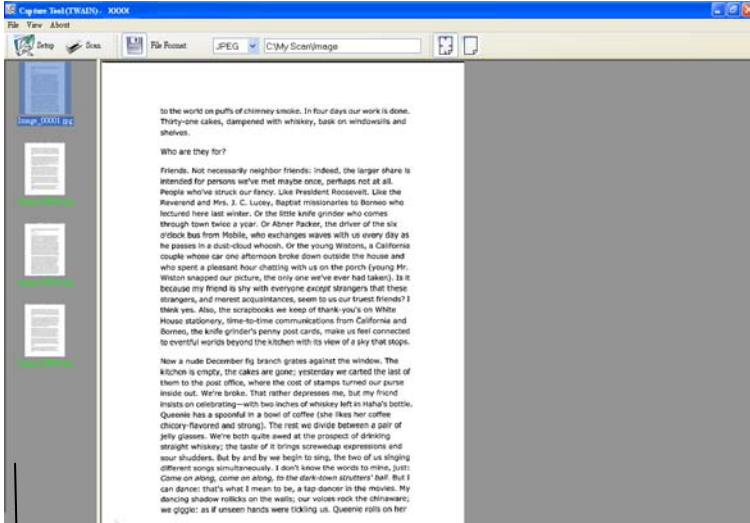 Capture Tool (TWAIN) - XXXX
File View About
Setup Scan File Format JPEG C:\My Scan\Image
Image_00001.jpg
to the world on puffs of chimney smoke. In four days our work is done.
Thirty-one cakes, dampened with whiskey, bask on windowsills and
shelves.
Who are they for?
Friends. Not necessarily neighbor friends: indeed, the larger share is
intended for persons we've met maybe once, perhaps not at all.
People who've struck our fancy. Like President Roosevelt. Like the
Reverend and Mrs. J. C. Lucey, Baptist missionaries to Borneo who
lectured here last winter. Or the little knife grinder who comes
through town twice a year. Or Abner Packer, the driver of the six
o'clock bus from Mobile, who exchanges waves with us every day as
he passes in a dust-cloud whoosh. Or the young Wistons, a California
couple whose car one afternoon broke down outside the house and
who spent a pleasant hour chatting with us on the porch (young Mr.
Wiston snapped our picture, the only one we've ever had taken). Is it
because my friend is shy with everyone except strangers that these
strangers, and merest acquaintances, seem to us our truest friends? I
think yes. Also, the scrapbooks we keep of thank-you's on White
House stationery, time-to-time communications from California and
Borneo, the knife grinder's penny post cards, make us feel connected
to eventful worlds beyond the kitchen with its view of a sky that stops.
Now a nude December fig branch grates against the window. The
kitchen is empty, the cakes are gone; yesterday we carted the last of
them to the post office, where the cost of stamps turned our purse
inside out. We're broke. That rather depresses me, but my friend
insists on celebrating—with two inches of whiskey left in Haha's bottle.
Queenie has a spoonful in a bowl of coffee (she likes her coffee
chicory-flavored and strong). The rest we divide between a pair of
jelly glasses. We're both quite awed at the prospect of drinking
straight whiskey; the taste of it brings screwedup expressions and
sour shudders. But by and by we begin to sing, the two of us singing
different songs simultaneously. I don't know the words to mine, just:
Come on along, come on along, to the dark-town strutters' ball. But I
can dance: that's what I mean to be, a tap dancer in the movies. My
dancing shadow rollicks on the walls; our voices rock the chinaware;
we giggle: as if unseen hands were tickling us. Queenie rolls on her